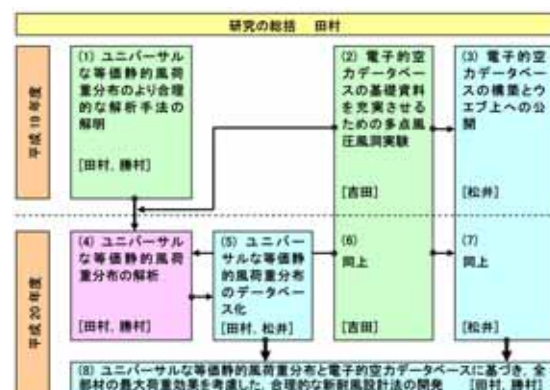 研究の総括 田村
平成19年度
(1) ユニバーサル
な等価静的風荷
重分布のより合理
的な解析手法の
解明
[田村, 勝村]
(2) 電子的空
力データベー
スの基礎資料
を充実させる
ための多点風
圧風洞実験
[吉田]
(3) 電子的空
力データベー
スの構築とウ
エブ上への公
開
[松井]
平成20年度
(4) ユニバーサル
な等価静的風荷
重分布の解析
[田村, 勝村]
(5) ユニバー
サルな等価静
的風荷重分布
のデータベー
ス化
[田村, 松井]
(6)
同上
[吉田]
(7)
同上
[松井]
(8) ユニバーサルな等価静的風荷重分布と電子的空力データベースに基づき, 全
部材の最大荷重効果を考慮した, 合理的な新耐風設計法の開発 [田村, 勝村]